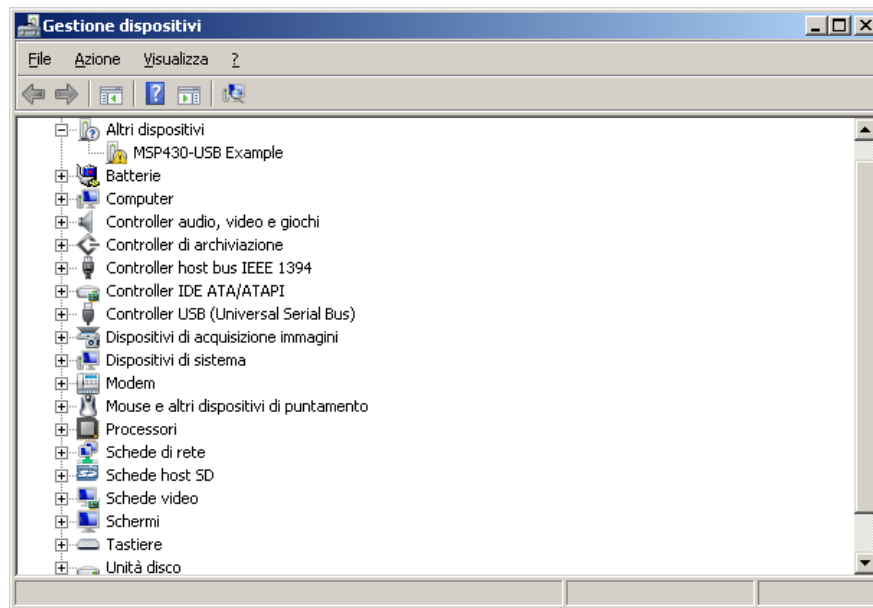 Gestione dispositivi
File Azione Visualizza ?
Altri dispositivi
MSP430-USB Example
Batterie
Computer
Controller audio, video e giochi
Controller di archiviazione
Controller host bus IEEE 1394
Controller IDE ATA/ATAPI
Controller USB (Universal Serial Bus)
Dispositivi di acquisizione immagini
Dispositivi di sistema
Modem
Mouse e altri dispositivi di puntamento
Processori
Schede di rete
Schede host SD
Schede video
Schermi
Tastiere
Unità disco